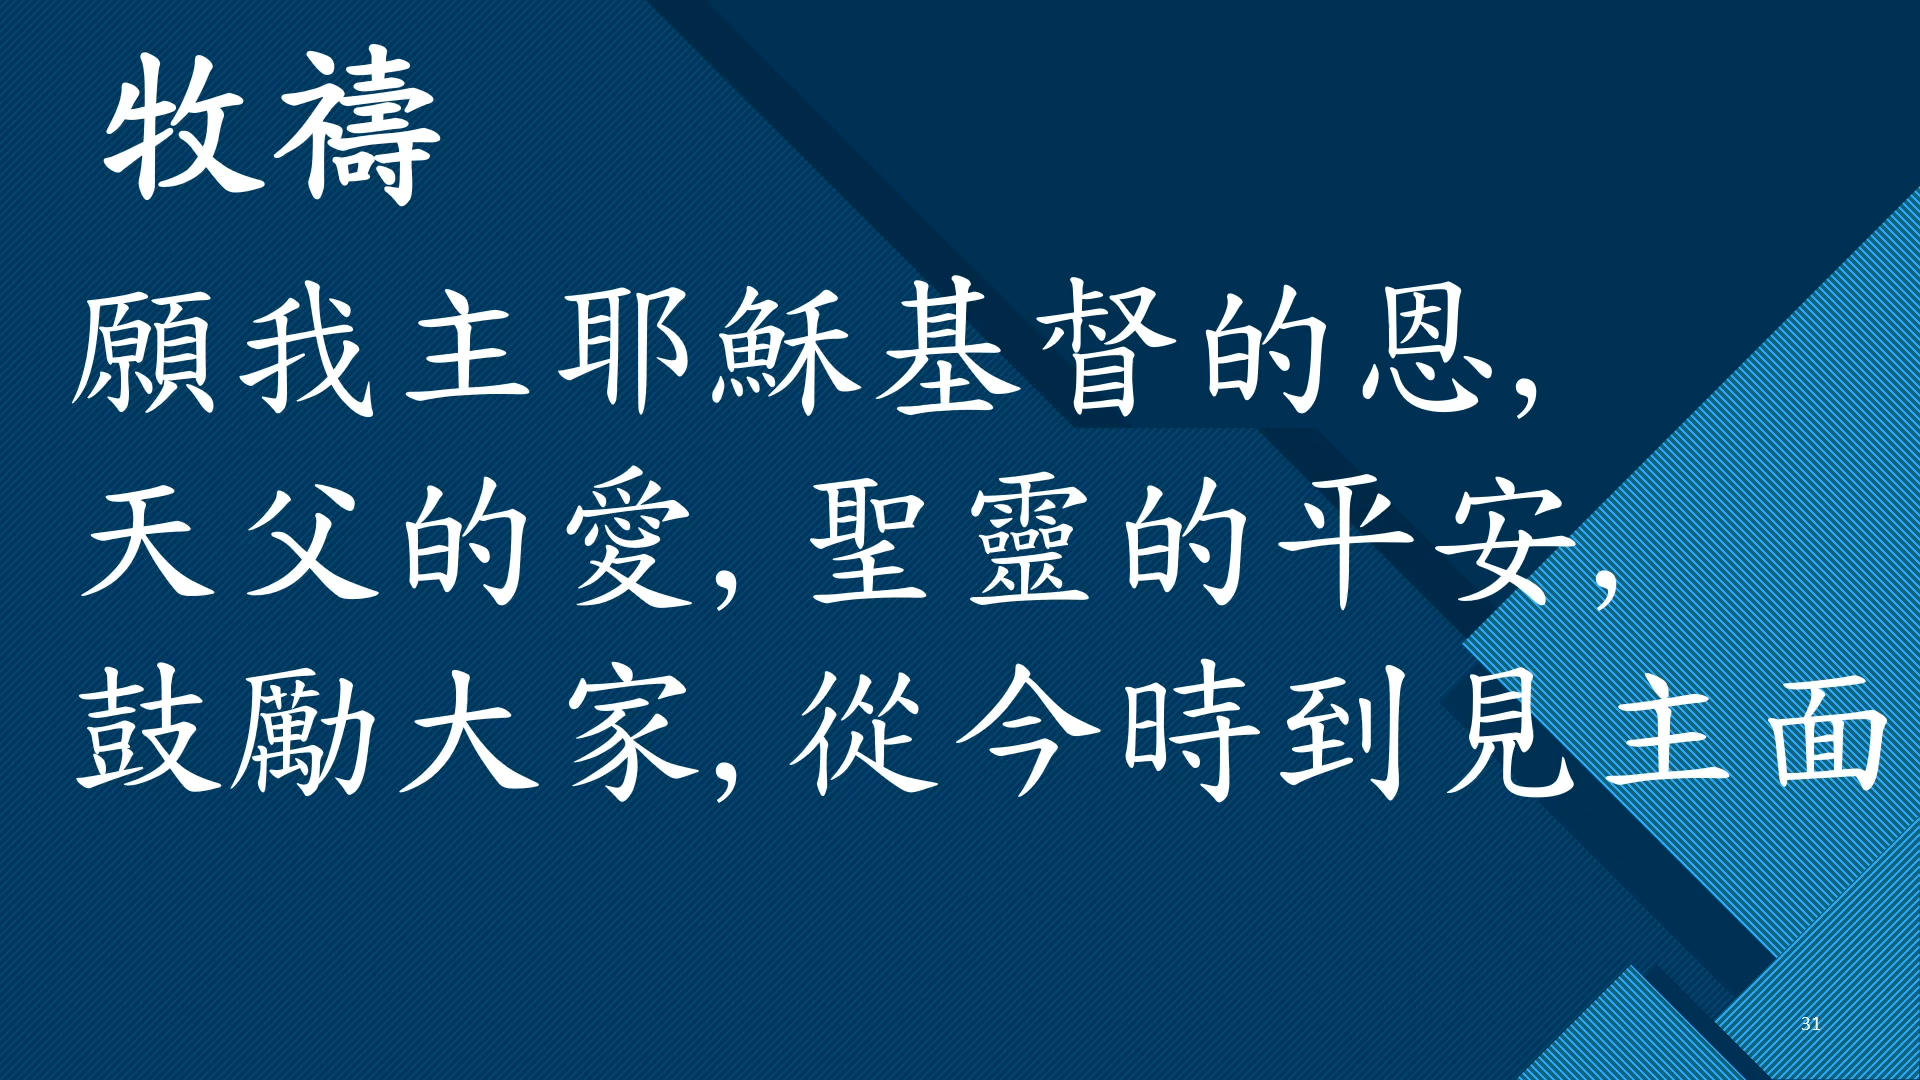 牧禱
願我主耶穌基督的恩,
天父的愛, 聖靈的平安,
鼓勵大家, 從今時到見主面
31